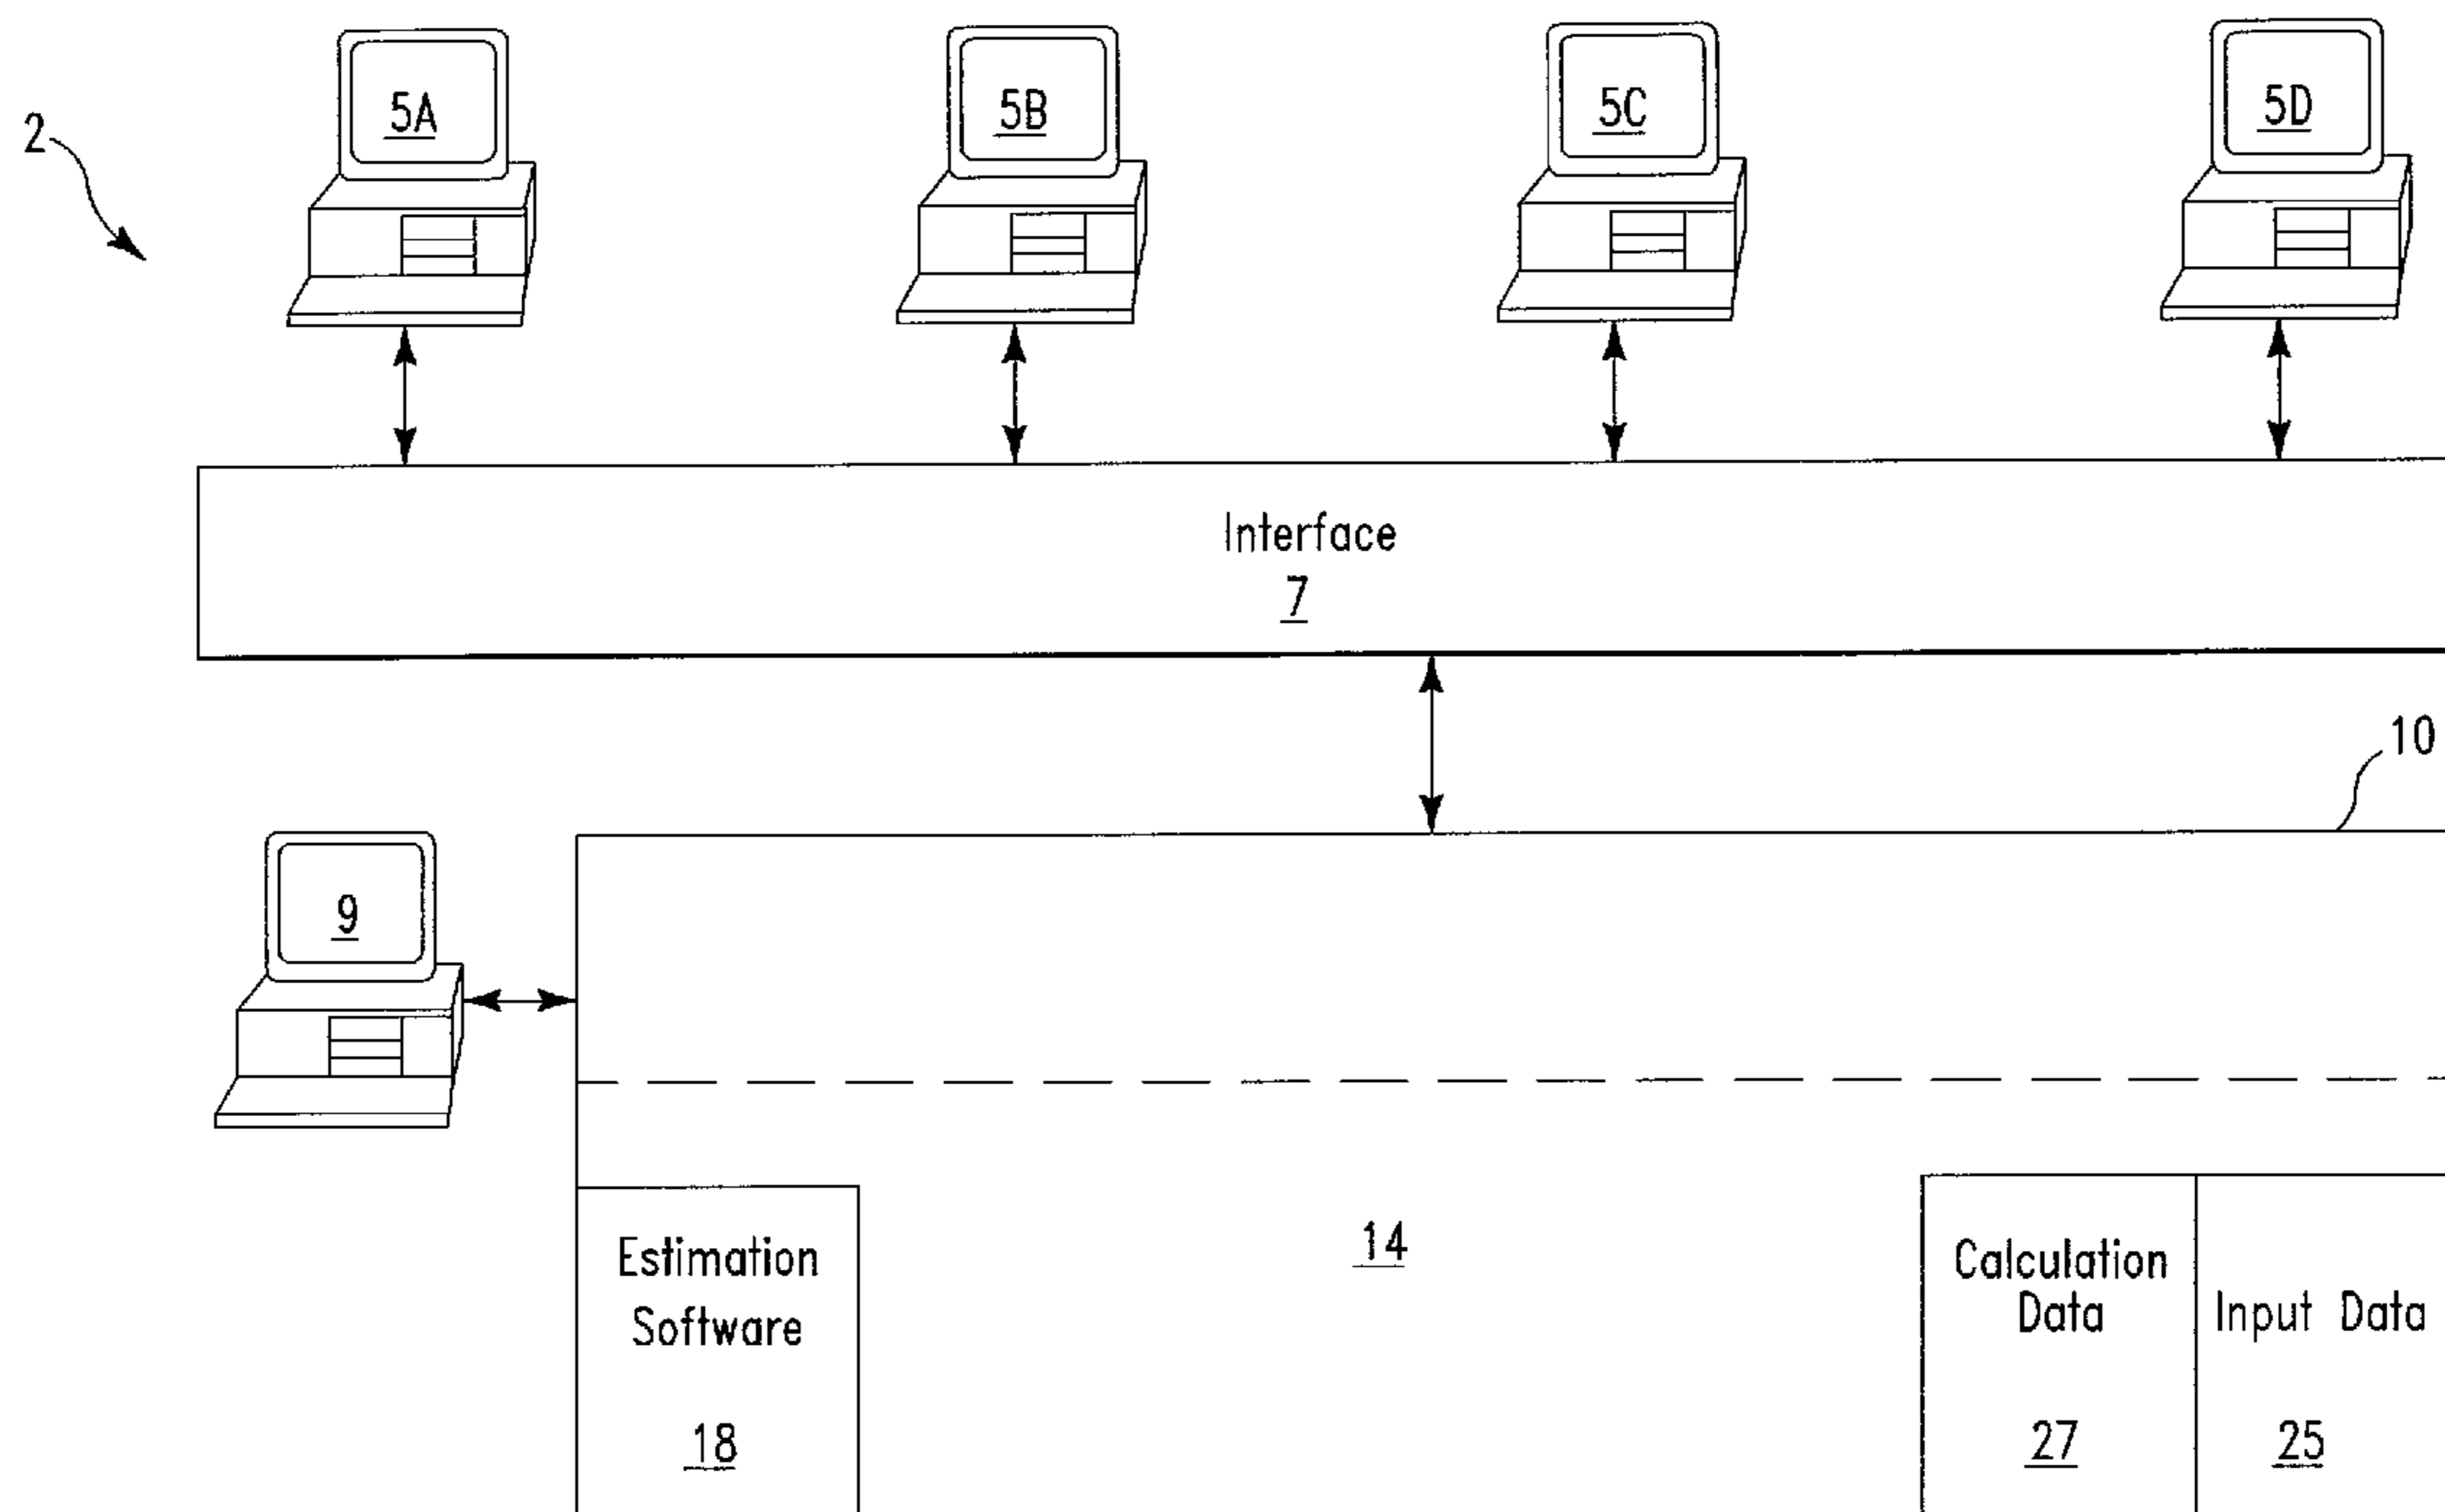 5A
5B
5C
5D
2
Interface
7
10
9
Estimation
Software
18
14
Calculation
Data
27
Input Data
25